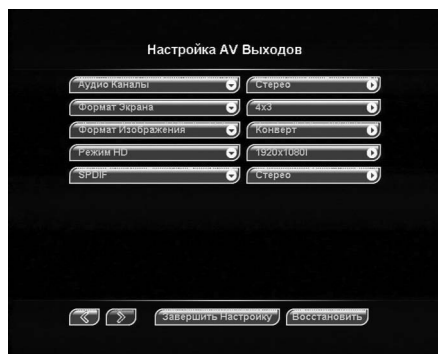 Настройка AV Выходов
Аудио Каналы Стерео
Формат Экрана 4x3
Формат Изображения Конверт
Режим HD 1920x1080I
SPDIF Стерео
Завершить Настройку Восстановить